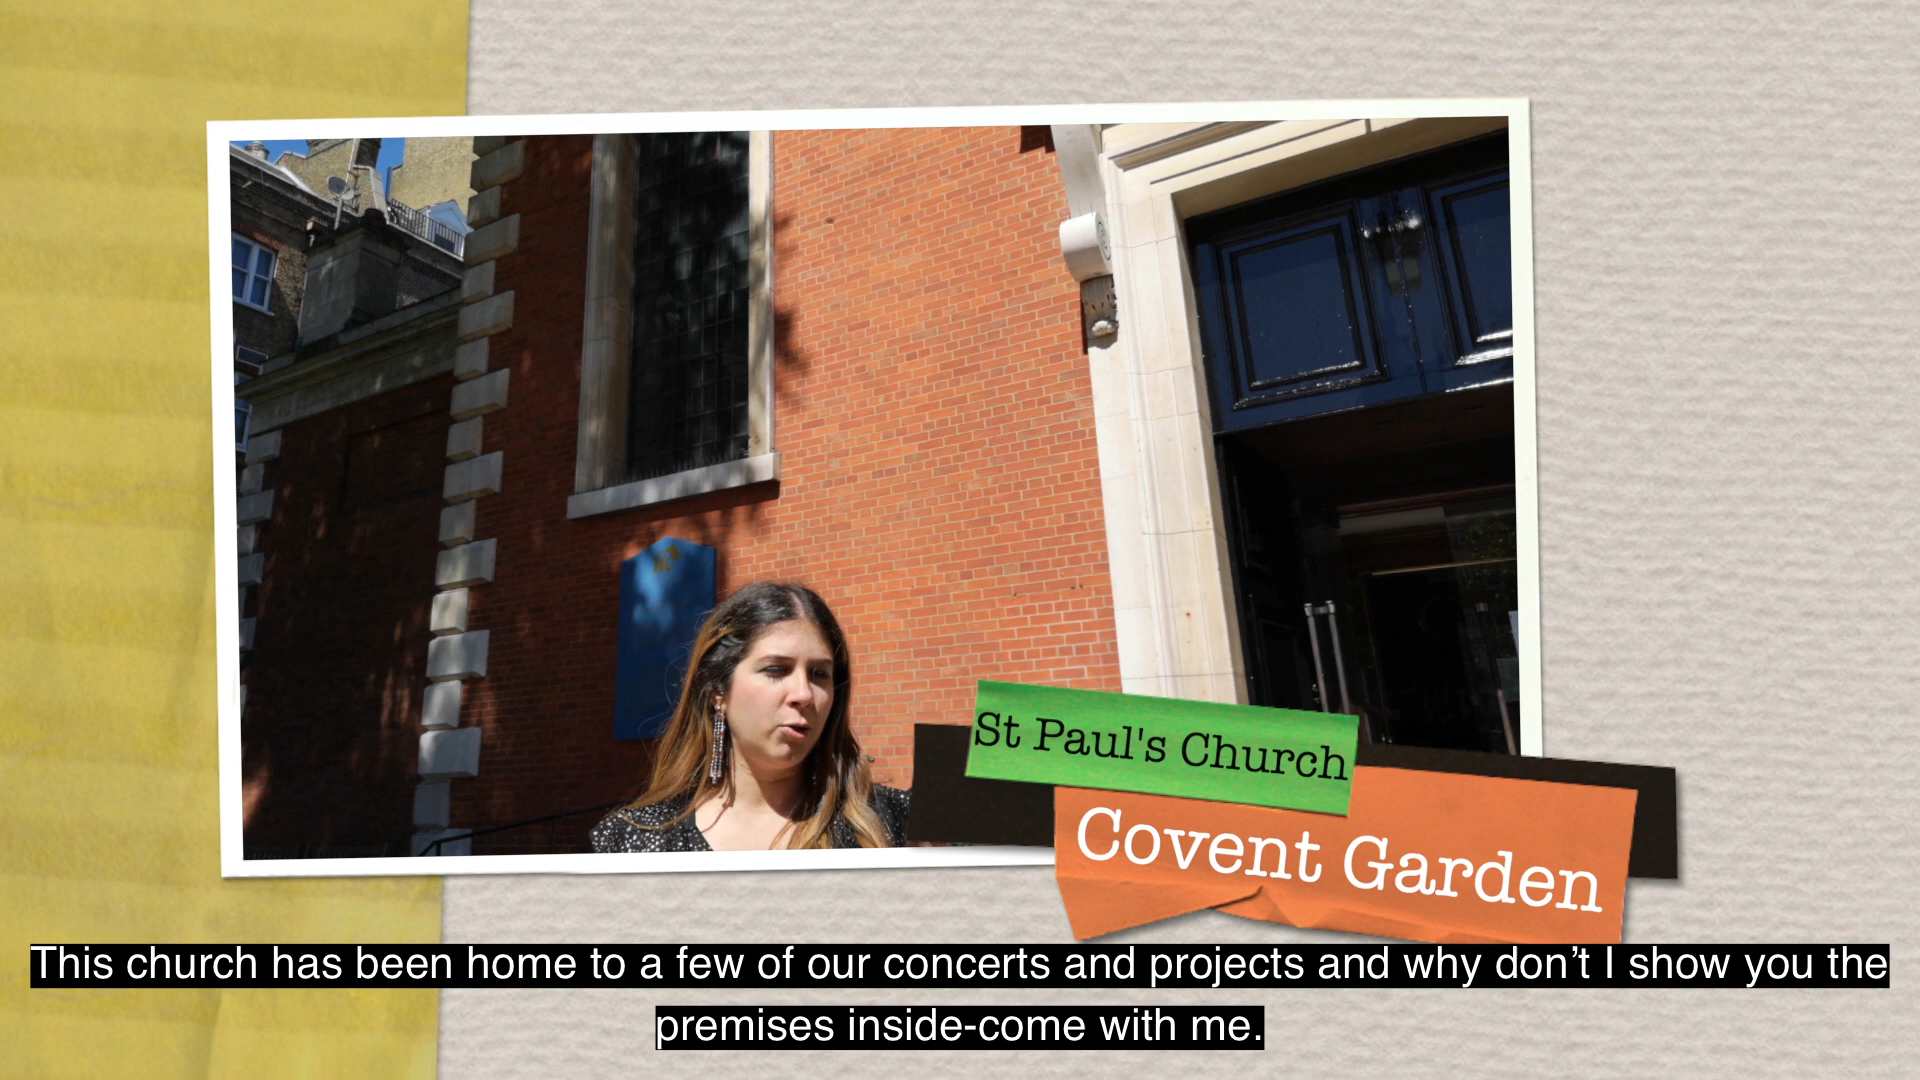 St Paul's Church
Covent Garden
This church has been home to a few of our concerts and projects and why don’t I show you the
premises inside-come with me.